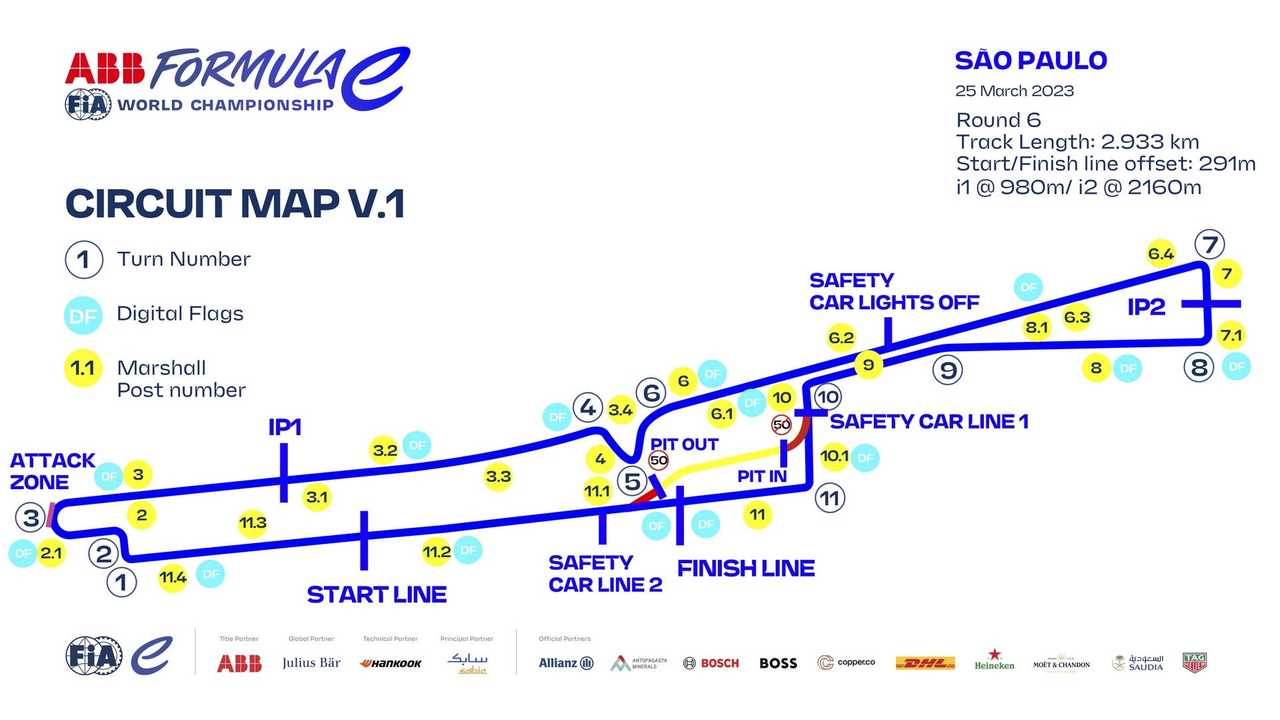 ABB FORMULA E
FIA WORLD CHAMPIONSHIP
SÃO PAULO
25 March 2023
Round 6
Track Length: 2.933 km
Start/Finish line offset: 291m
i1 @ 980m/ i2 @ 2160m
CIRCUIT MAP V.1
1 Turn Number
DF Digital Flags
1.1 Marshall
Post number
7
6.4
7
SAFETY
CAR LIGHTS OFF
DF
IP2
6.3
8.1
7.1
6.2
9
9
8
DF
8
DF
6
DF
6
10
DF
10
4
3.4
DF
6.1
SAFETY CAR LINE 1
50
IP1
PIT OUT
3.2
DF
ATTACK
ZONE
DF
3
4
50
10.1
DF
3.3
PIT IN
5
11.1
11
3.1
3
2
11.3
DF
DF
11
DF
2.1
2
11.2
DF
SAFETY
CAR LINE 2
FINISH LINE
1
11.4
DF
START LINE
FIA
Title Partner
Global Partner
Technical Partner
Principal Partner
Official Partners
ABB
Julius Bär
HANKOOK
سابك
sabic
Allianz
ANTOFAGASTA
MINERALS
BOSCH
BOSS
copper.co
DHL
Heineken
MOËT & CHANDON
السعودية
SAUDIA
TAG
HEUER